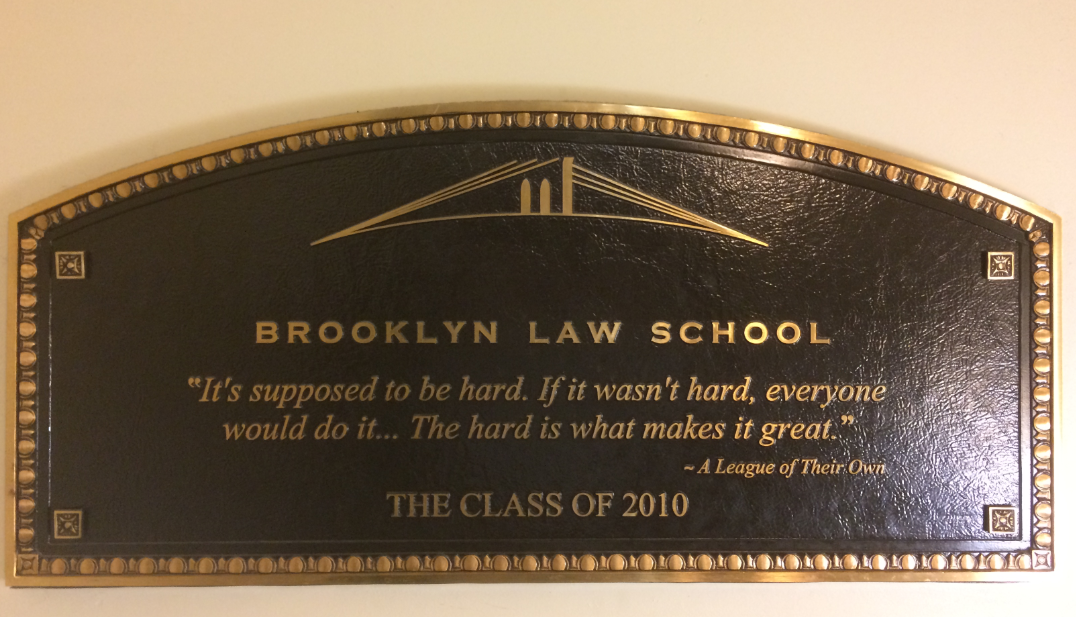 BROOKLYN LAW SCHOOL
“It's supposed to be hard. If it wasn't hard, everyone
would do it... The hard is what makes it great.”
~ A League of Their Own
THE CLASS OF 2010